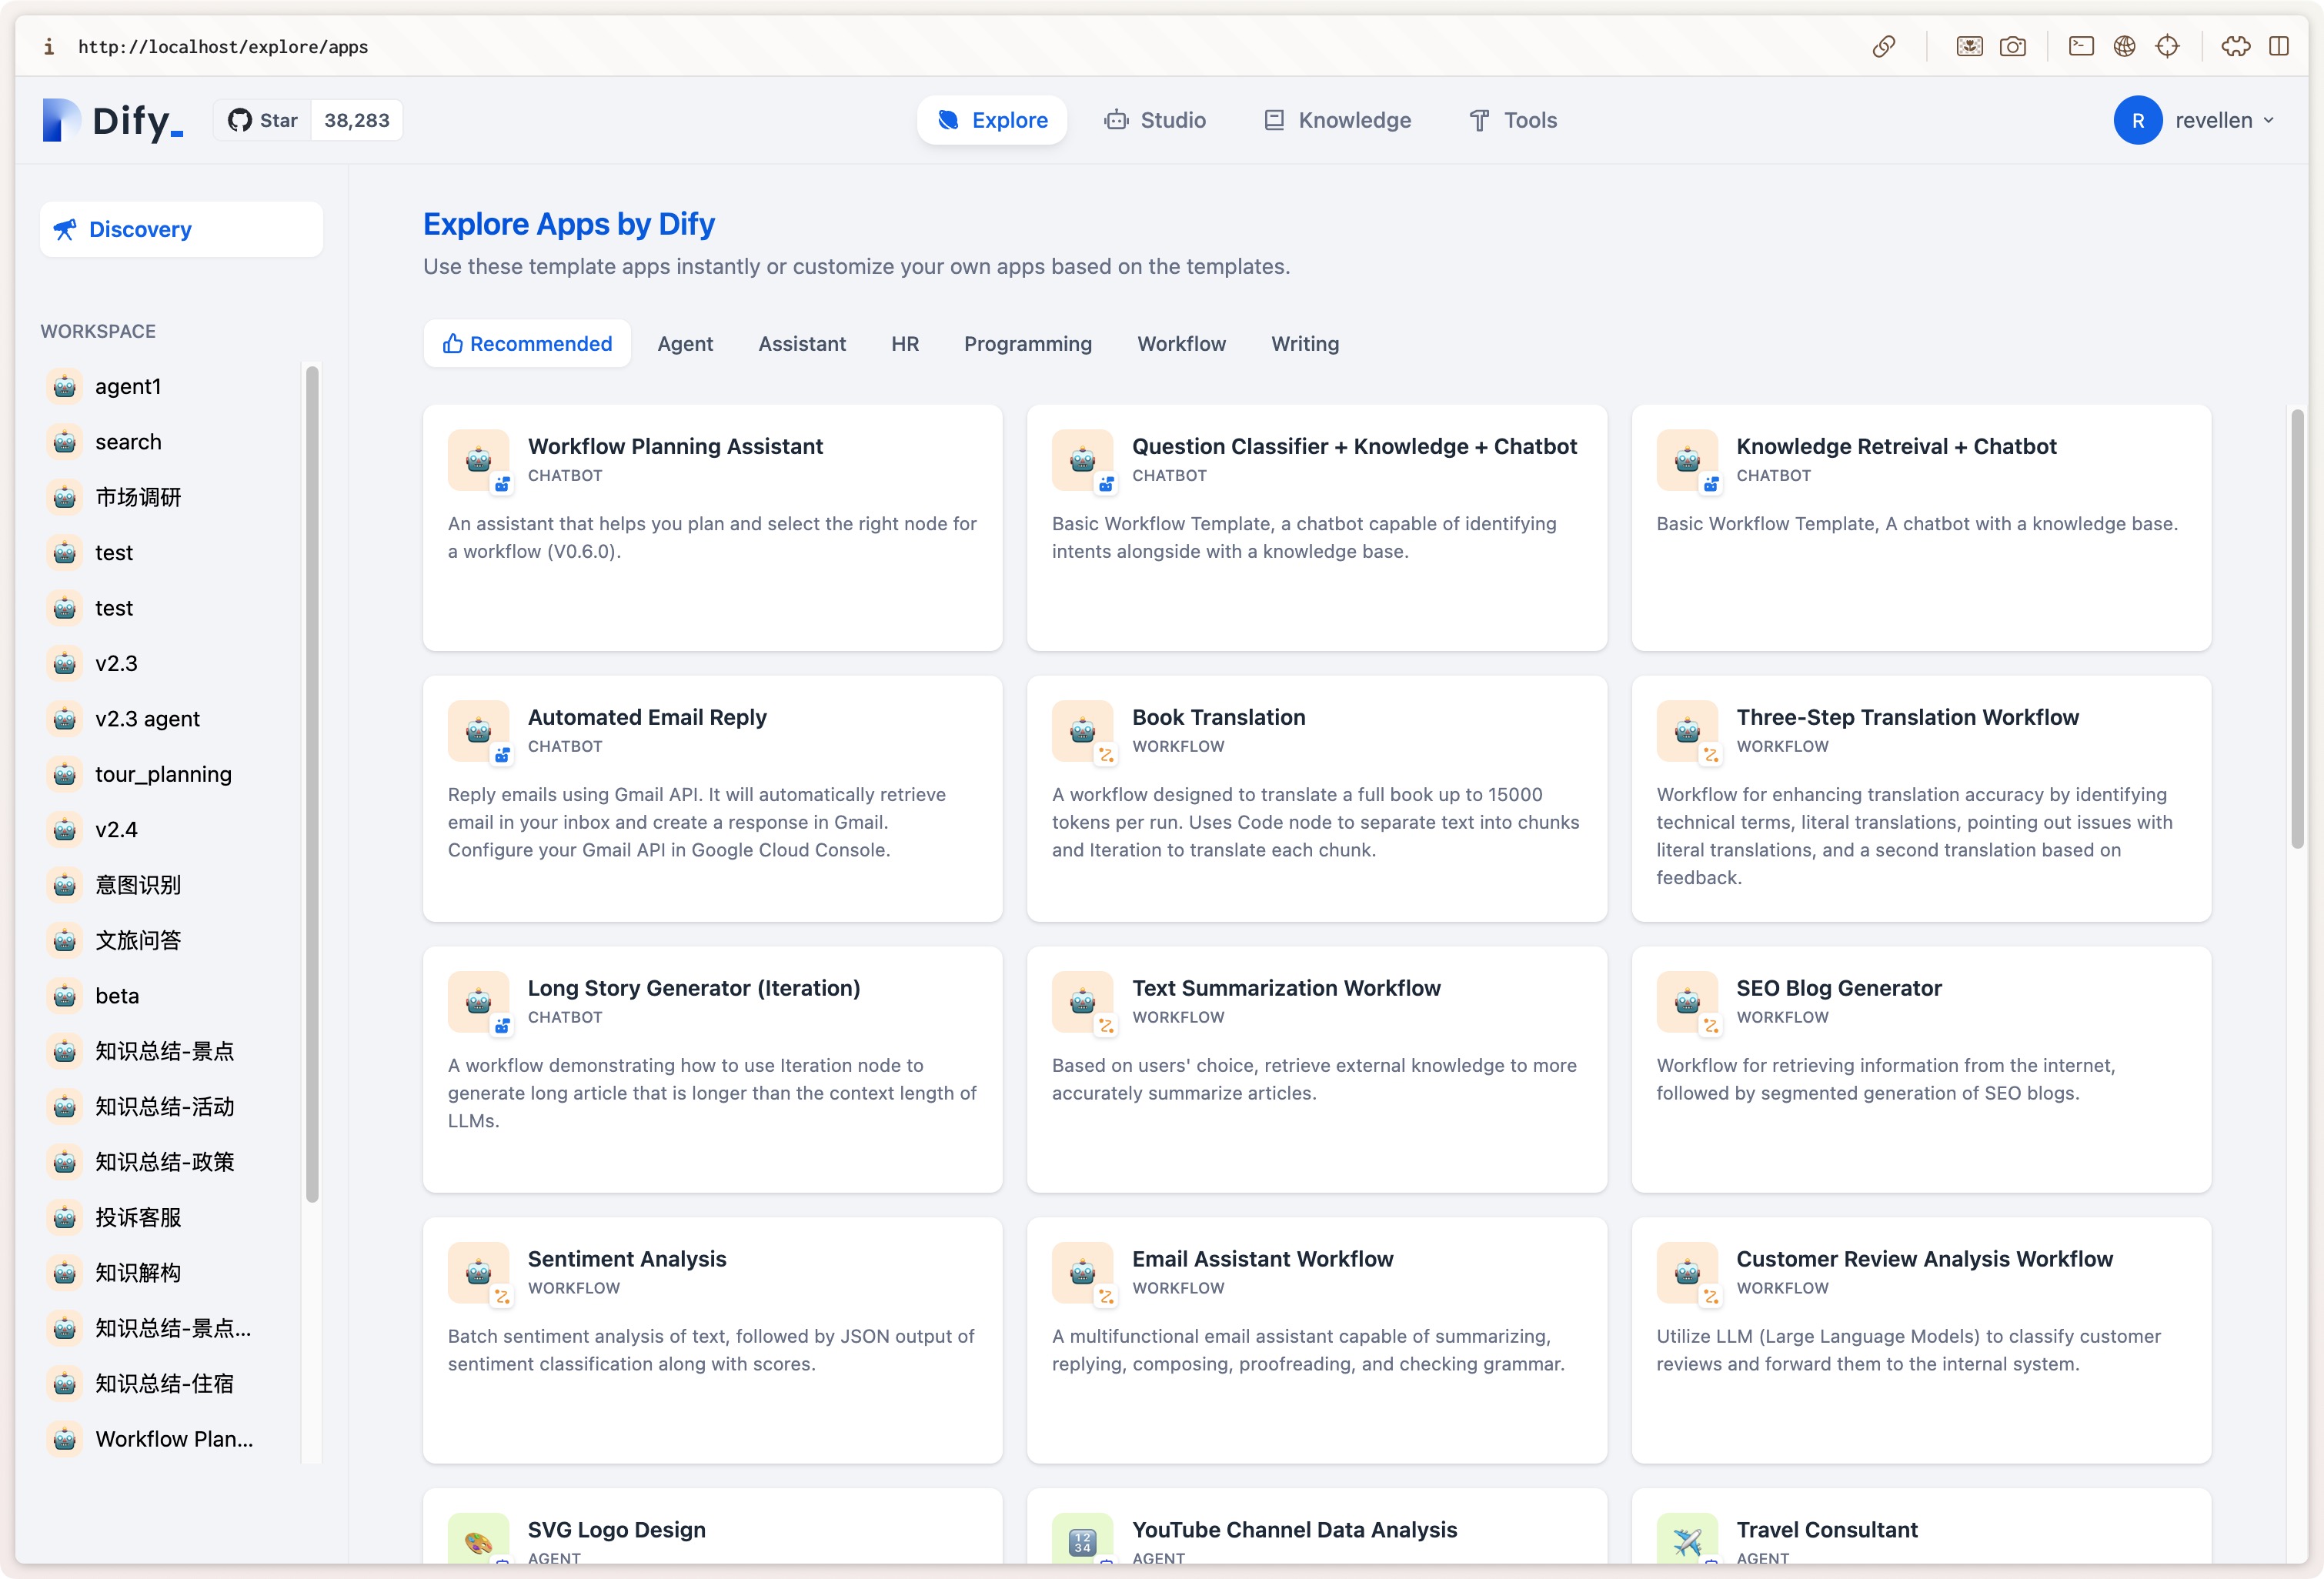 http://localhost/explore/apps
Dify_
Star 38,283
Explore
Studio
Knowledge
Tools
R revellen
Discovery
WORKSPACE
agent1
search
市场调研
test
test
v2.3
v2.3 agent
tour_planning
v2.4
意图识别
文旅问答
beta
知识总结-景点
知识总结-活动
知识总结-政策
投诉客服
知识解构
知识总结-景点...
知识总结-住宿
Workflow Plan...
Explore Apps by Dify
Use these template apps instantly or customize your own apps based on the templates.
Recommended
Agent
Assistant
HR
Programming
Workflow
Writing
Workflow Planning Assistant
CHATBOT
An assistant that helps you plan and select the right node for
a workflow (V0.6.0).
Question Classifier + Knowledge + Chatbot
CHATBOT
Basic Workflow Template, a chatbot capable of identifying
intents alongside with a knowledge base.
Knowledge Retreival + Chatbot
CHATBOT
Basic Workflow Template, A chatbot with a knowledge base.
Automated Email Reply
CHATBOT
Reply emails using Gmail API. It will automatically retrieve
email in your inbox and create a response in Gmail.
Configure your Gmail API in Google Cloud Console.
Book Translation
WORKFLOW
A workflow designed to translate a full book up to 15000
tokens per run. Uses Code node to separate text into chunks
and Iteration to translate each chunk.
Three-Step Translation Workflow
WORKFLOW
Workflow for enhancing translation accuracy by identifying
technical terms, literal translations, pointing out issues with
literal translations, and a second translation based on
feedback.
Long Story Generator (Iteration)
CHATBOT
A workflow demonstrating how to use Iteration node to
generate long article that is longer than the context length of
LLMs.
Text Summarization Workflow
WORKFLOW
Based on users' choice, retrieve external knowledge to more
accurately summarize articles.
SEO Blog Generator
WORKFLOW
Workflow for retrieving information from the internet,
followed by segmented generation of SEO blogs.
Sentiment Analysis
WORKFLOW
Batch sentiment analysis of text, followed by JSON output of
sentiment classification along with scores.
Email Assistant Workflow
WORKFLOW
A multifunctional email assistant capable of summarizing,
replying, composing, proofreading, and checking grammar.
Customer Review Analysis Workflow
WORKFLOW
Utilize LLM (Large Language Models) to classify customer
reviews and forward them to the internal system.
SVG Logo Design
AGENT
YouTube Channel Data Analysis
AGENT
Travel Consultant
AGENT